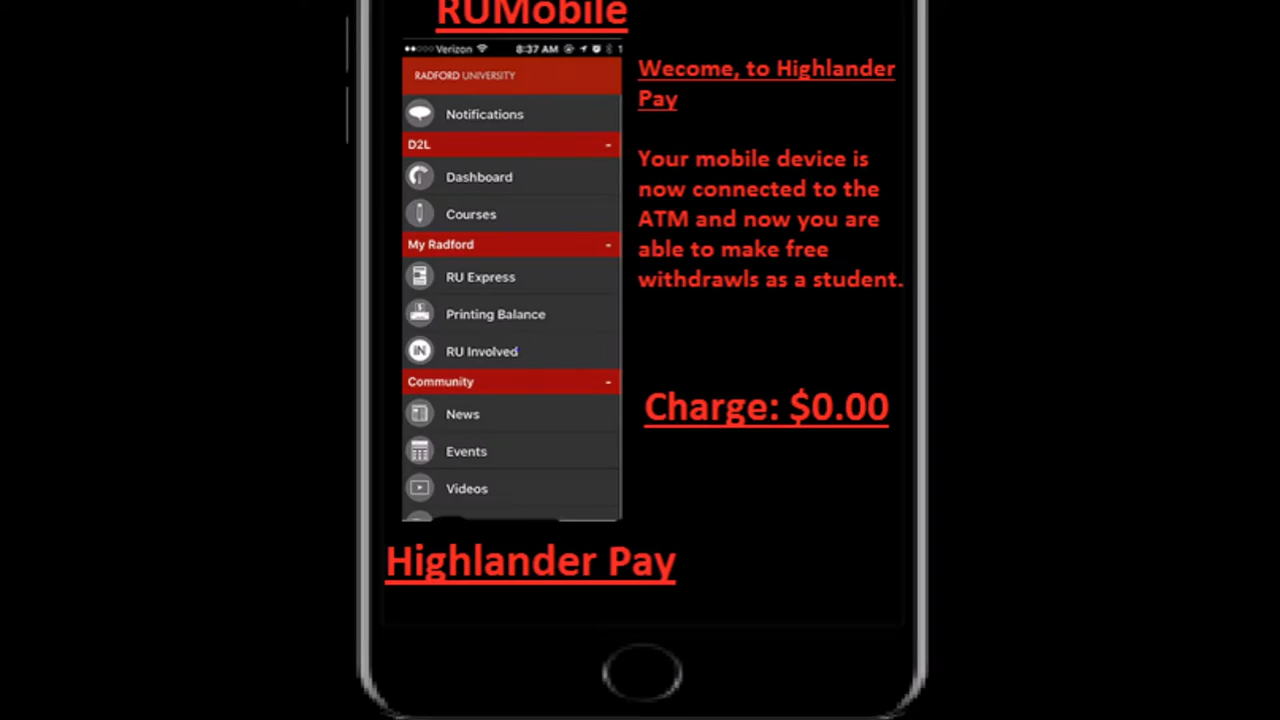 RUMobile
Verizon 8:37 AM 1
RADFORD UNIVERSITY
Notifications
D2L -
Dashboard
Courses
My Radford -
RU Express
Printing Balance
IN RU Involved
Community -
News
Events
Videos
Wecome, to Highlander
Pay
Your mobile device is
now connected to the
ATM and now you are
able to make free
withdrawls as a student.
Charge: $0.00
Highlander Pay